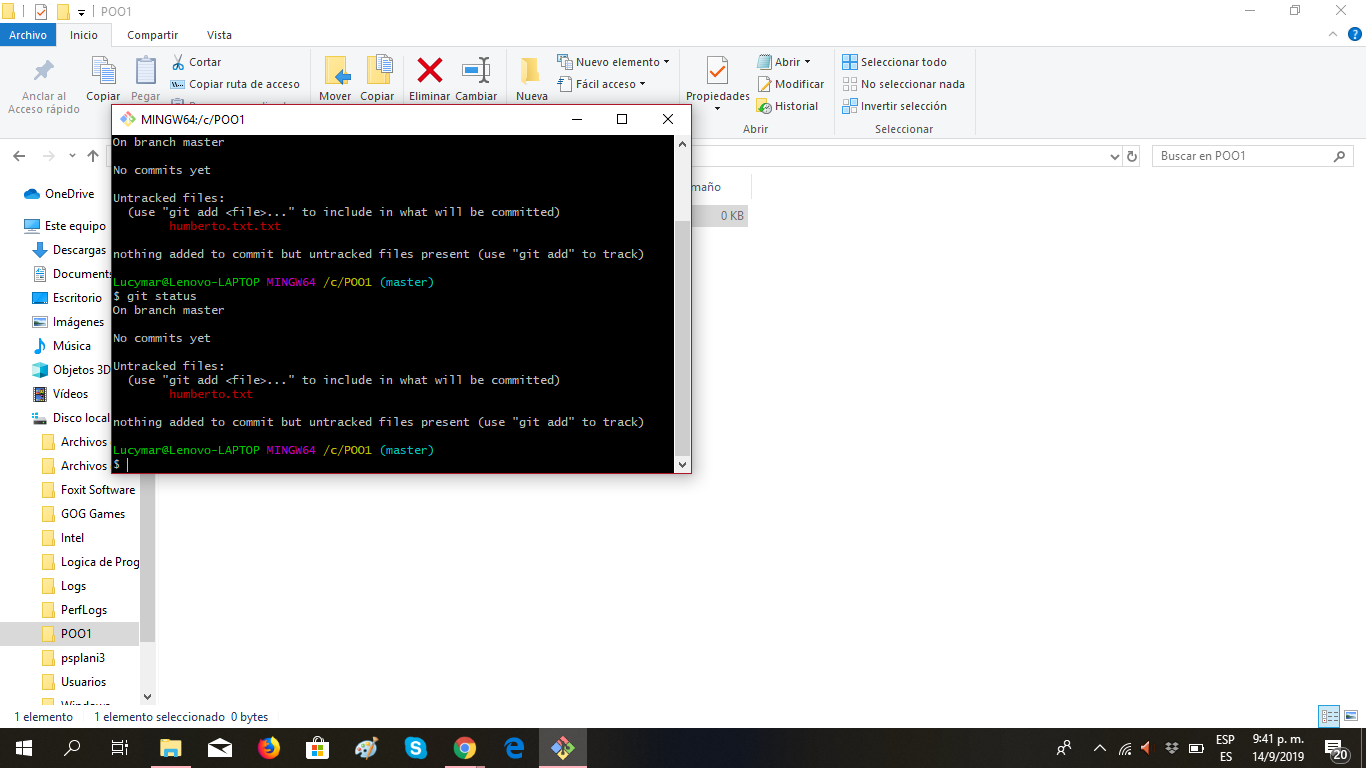 POO1
Archivo
Inicio
Compartir
Vista
Anclar al
Acceso rápido
Copiar
Pegar
Cortar
Copiar ruta de acceso
Mover
Copiar
Eliminar
Cambiar
Nueva
Nuevo elemento
Fácil acceso
Propiedades
Abrir
Modificar
Historial
Abrir
Seleccionar todo
No seleccionar nada
Invertir selección
Seleccionar
Buscar en POO1
maño
0 KB
OneDrive
Este equipo
Descargas
Document
Escritorio
Imágenes
Música
Objetos 3D
Vídeos
Disco local
Archivos
Archivos
Foxit Software
GOG Games
Intel
Logica de Prog
Logs
PerfLogs
POO1
psplani3
Usuarios
MINGW64:/c/POO1
On branch master
No commits yet
Untracked files:
(use "git add <file>..." to include in what will be committed)
humberto.txt.txt
nothing added to commit but untracked files present (use "git add" to track)
Lucymar@Lenovo-LAPTOP MINGW64 /c/POO1 (master)
$ git status
On branch master
No commits yet
Untracked files:
(use "git add <file>..." to include in what will be committed)
humberto.txt
nothing added to commit but untracked files present (use "git add" to track)
Lucymar@Lenovo-LAPTOP MINGW64 /c/POO1 (master)
$
1 elemento 1 elemento seleccionado 0 bytes
ESP
ES
9:41 p. m.
14/9/2019
20